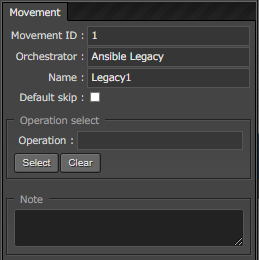 Movement
Movement ID : 1
Orchestrator : Ansible Legacy
Name : Legacy1
Default skip :
Operation select
Operation :
Select Clear
Note